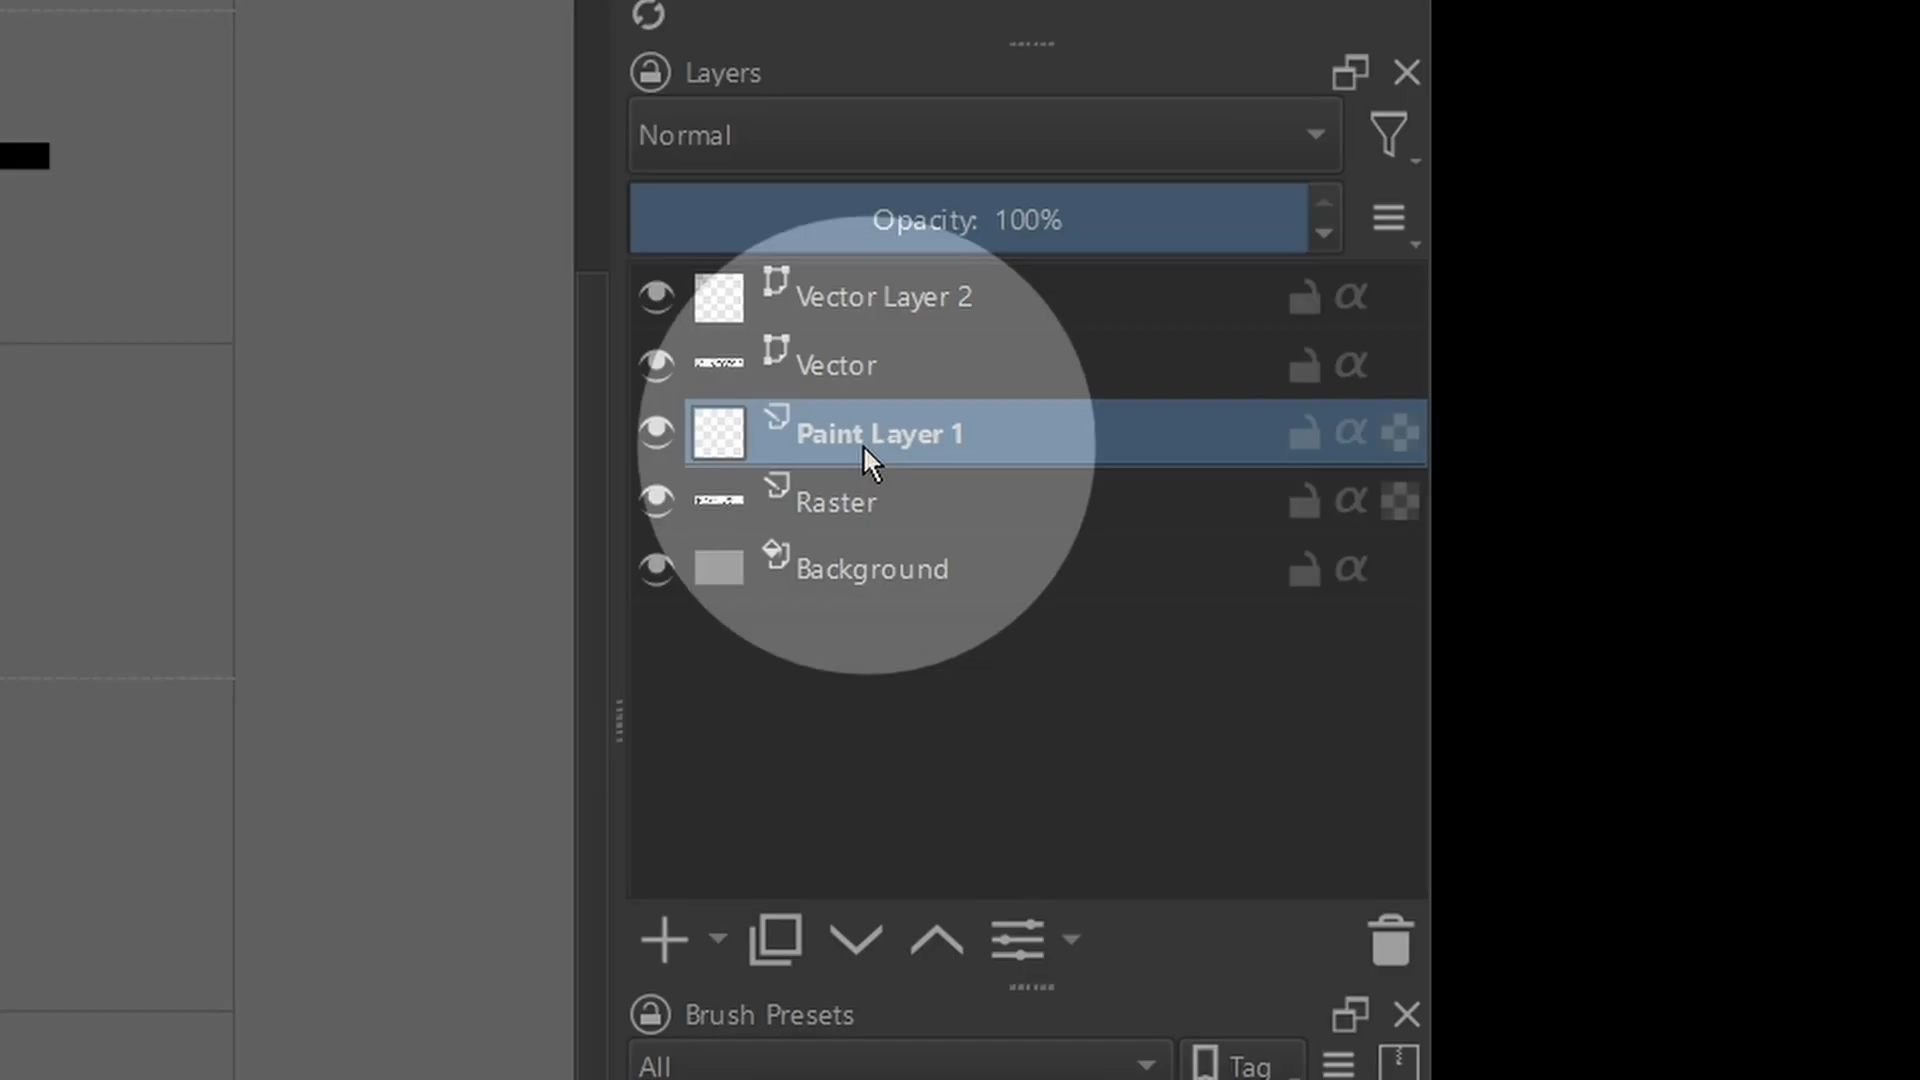 Layers
Normal
Opacity: 100%
Vector Layer 2
Vector
Paint Layer 1
Raster
Background
Brush Presets
All
Tag